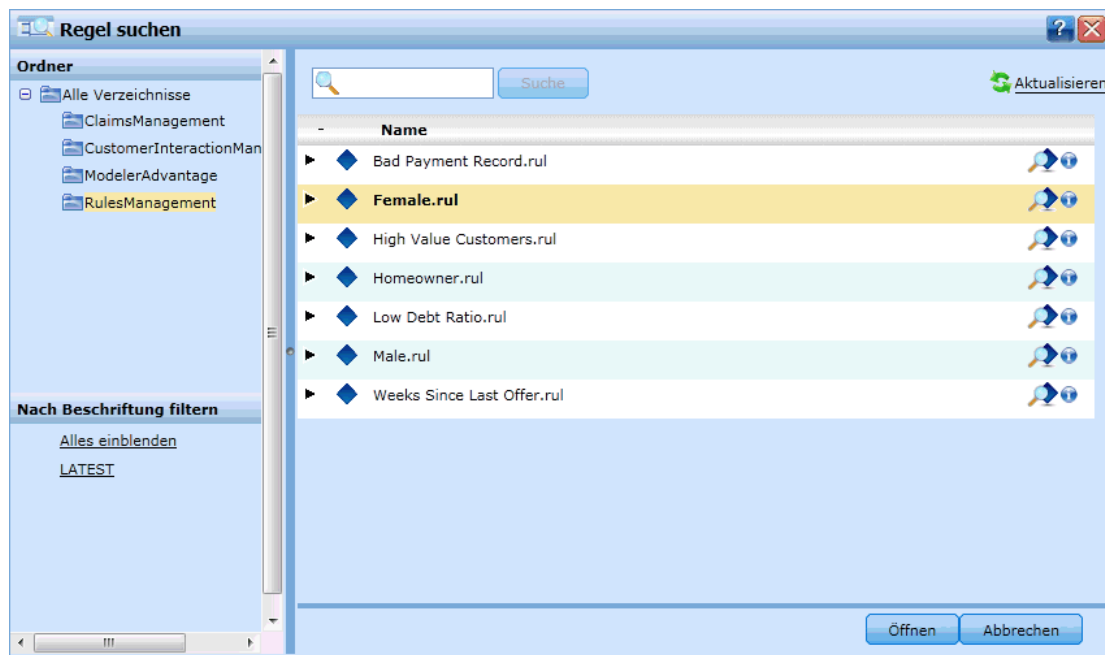 Regel suchen
Ordner
Alle Verzeichnisse
ClaimsManagement
CustomerInteractionMan
ModelerAdvantage
RulesManagement
Nach Beschriftung filtern
Alles einblenden
LATEST
Suche
Aktualisieren
- Name
Bad Payment Record.rul
Female.rul
High Value Customers.rul
Homeowner.rul
Low Debt Ratio.rul
Male.rul
Weeks Since Last Offer.rul
Öffnen Abbrechen